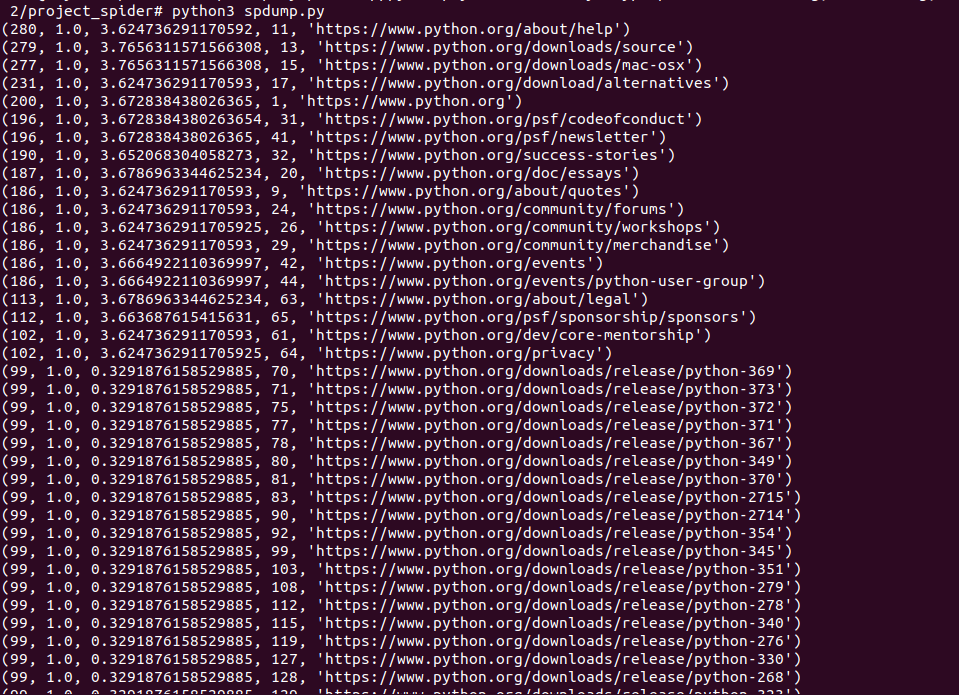 2/project_spider# python3 spdump.py
(280, 1.0, 3.624736291170592, 11, 'https://www.python.org/about/help')
(279, 1.0, 3.7656311571566308, 13, 'https://www.python.org/downloads/source')
(277, 1.0, 3.7656311571566308, 15, 'https://www.python.org/downloads/mac-osx')
(231, 1.0, 3.624736291170593, 17, 'https://www.python.org/download/alternatives')
(200, 1.0, 3.672838438026365, 1, 'https://www.python.org')
(196, 1.0, 3.6728384380263654, 31, 'https://www.python.org/psf/codeofconduct')
(196, 1.0, 3.672838438026365, 41, 'https://www.python.org/psf/newsletter')
(190, 1.0, 3.652068304058273, 32, 'https://www.python.org/success-stories')
(187, 1.0, 3.6786963344625234, 20, 'https://www.python.org/doc/essays')
(186, 1.0, 3.624736291170593, 9, 'https://www.python.org/about/quotes')
(186, 1.0, 3.624736291170593, 24, 'https://www.python.org/community/forums')
(186, 1.0, 3.6247362911705925, 26, 'https://www.python.org/community/workshops')
(186, 1.0, 3.624736291170593, 29, 'https://www.python.org/community/merchandise')
(186, 1.0, 3.6664922110369997, 42, 'https://www.python.org/events')
(186, 1.0, 3.6664922110369997, 44, 'https://www.python.org/events/python-user-group')
(113, 1.0, 3.6786963344625234, 63, 'https://www.python.org/about/legal')
(112, 1.0, 3.663687615415631, 65, 'https://www.python.org/psf/sponsorship/sponsors')
(102, 1.0, 3.624736291170593, 61, 'https://www.python.org/dev/core-mentorship')
(102, 1.0, 3.6247362911705925, 64, 'https://www.python.org/privacy')
(99, 1.0, 0.3291876158529885, 70, 'https://www.python.org/downloads/release/python-369')
(99, 1.0, 0.3291876158529885, 71, 'https://www.python.org/downloads/release/python-373')
(99, 1.0, 0.3291876158529885, 75, 'https://www.python.org/downloads/release/python-372')
(99, 1.0, 0.3291876158529885, 77, 'https://www.python.org/downloads/release/python-371')
(99, 1.0, 0.3291876158529885, 78, 'https://www.python.org/downloads/release/python-367')
(99, 1.0, 0.3291876158529885, 80, 'https://www.python.org/downloads/release/python-349')
(99, 1.0, 0.3291876158529885, 81, 'https://www.python.org/downloads/release/python-370')
(99, 1.0, 0.3291876158529885, 83, 'https://www.python.org/downloads/release/python-2715')
(99, 1.0, 0.3291876158529885, 90, 'https://www.python.org/downloads/release/python-2714')
(99, 1.0, 0.3291876158529885, 92, 'https://www.python.org/downloads/release/python-354')
(99, 1.0, 0.3291876158529885, 99, 'https://www.python.org/downloads/release/python-345')
(99, 1.0, 0.3291876158529885, 103, 'https://www.python.org/downloads/release/python-351')
(99, 1.0, 0.3291876158529885, 108, 'https://www.python.org/downloads/release/python-279')
(99, 1.0, 0.3291876158529885, 112, 'https://www.python.org/downloads/release/python-278')
(99, 1.0, 0.3291876158529885, 115, 'https://www.python.org/downloads/release/python-340')
(99, 1.0, 0.3291876158529885, 119, 'https://www.python.org/downloads/release/python-276')
(99, 1.0, 0.3291876158529885, 127, 'https://www.python.org/downloads/release/python-330')
(99, 1.0, 0.3291876158529885, 128, 'https://www.python.org/downloads/release/python-268')